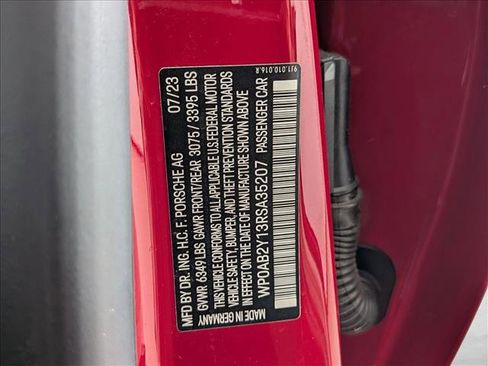 MFD BY DR. ING. H.C. F. PORSCHE AG 07/23
GVWR 6349 LBS GAWR FRONT/REAR 3075/ 3395 LBS
THIS VEHICLE CONFORMS TO ALL APPLICABLE U.S. FEDERAL MOTOR
VEHICLE SAFETY, BUMPER, AND THEFT PREVENTION STANDARDS
IN EFFECT ON THE DATE OF MANUFACTURE SHOWN ABOVE
WP0AB2Y13RSA35207 PASSENGER CAR
MADE IN GERMANY
9J1.010.016.R